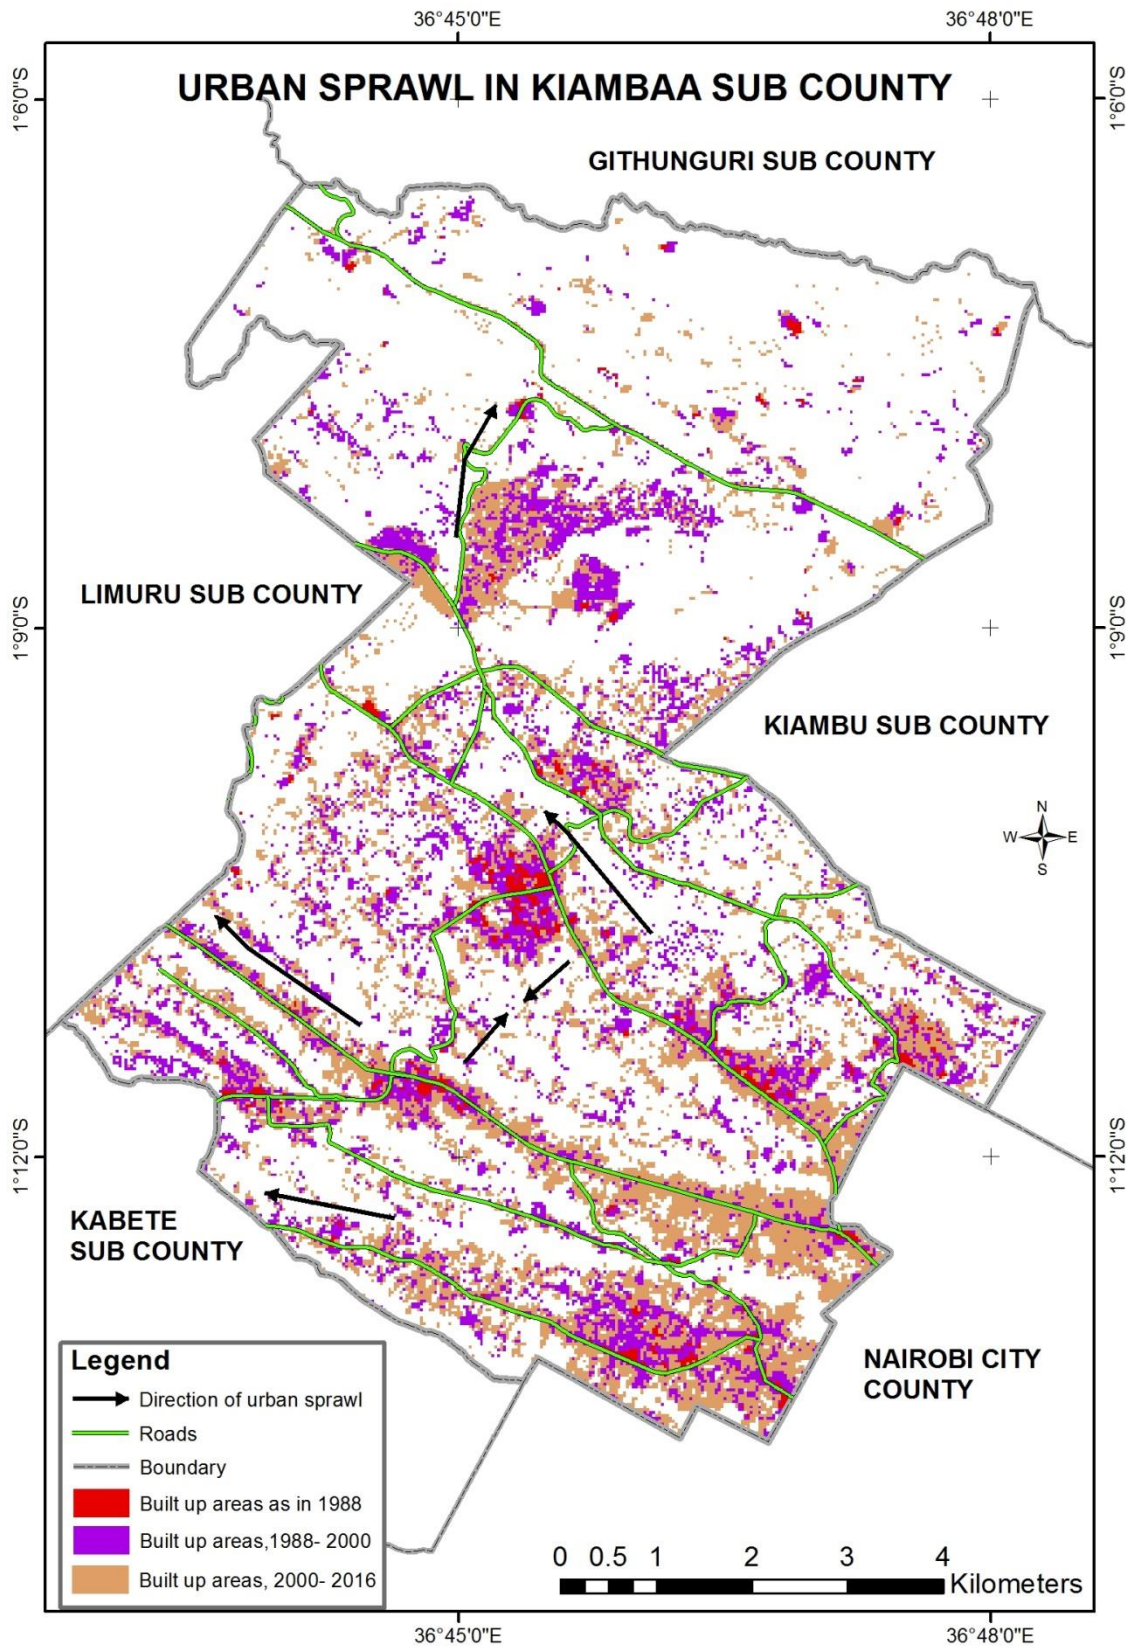 36°45'0"E
36°48'0"E
1°6'0"S
1°6'0"S
URBAN SPRAWL IN KIAMBAA SUB COUNTY
GITHUNGURI SUB COUNTY
LIMURU SUB COUNTY
1°9'0"S
1°9'0"S
KIAMBU SUB COUNTY
N
W
E
S
1°12'0"S
1°12'0"S
KABETE
SUB COUNTY
NAIROBI CITY
COUNTY
Legend
Direction of urban sprawl
Roads
Boundary
Built up areas as in 1988
Built up areas,1988- 2000
Built up areas, 2000- 2016
0 0.5 1 2 3 4
Kilometers
36°45'0"E
36°48'0"E